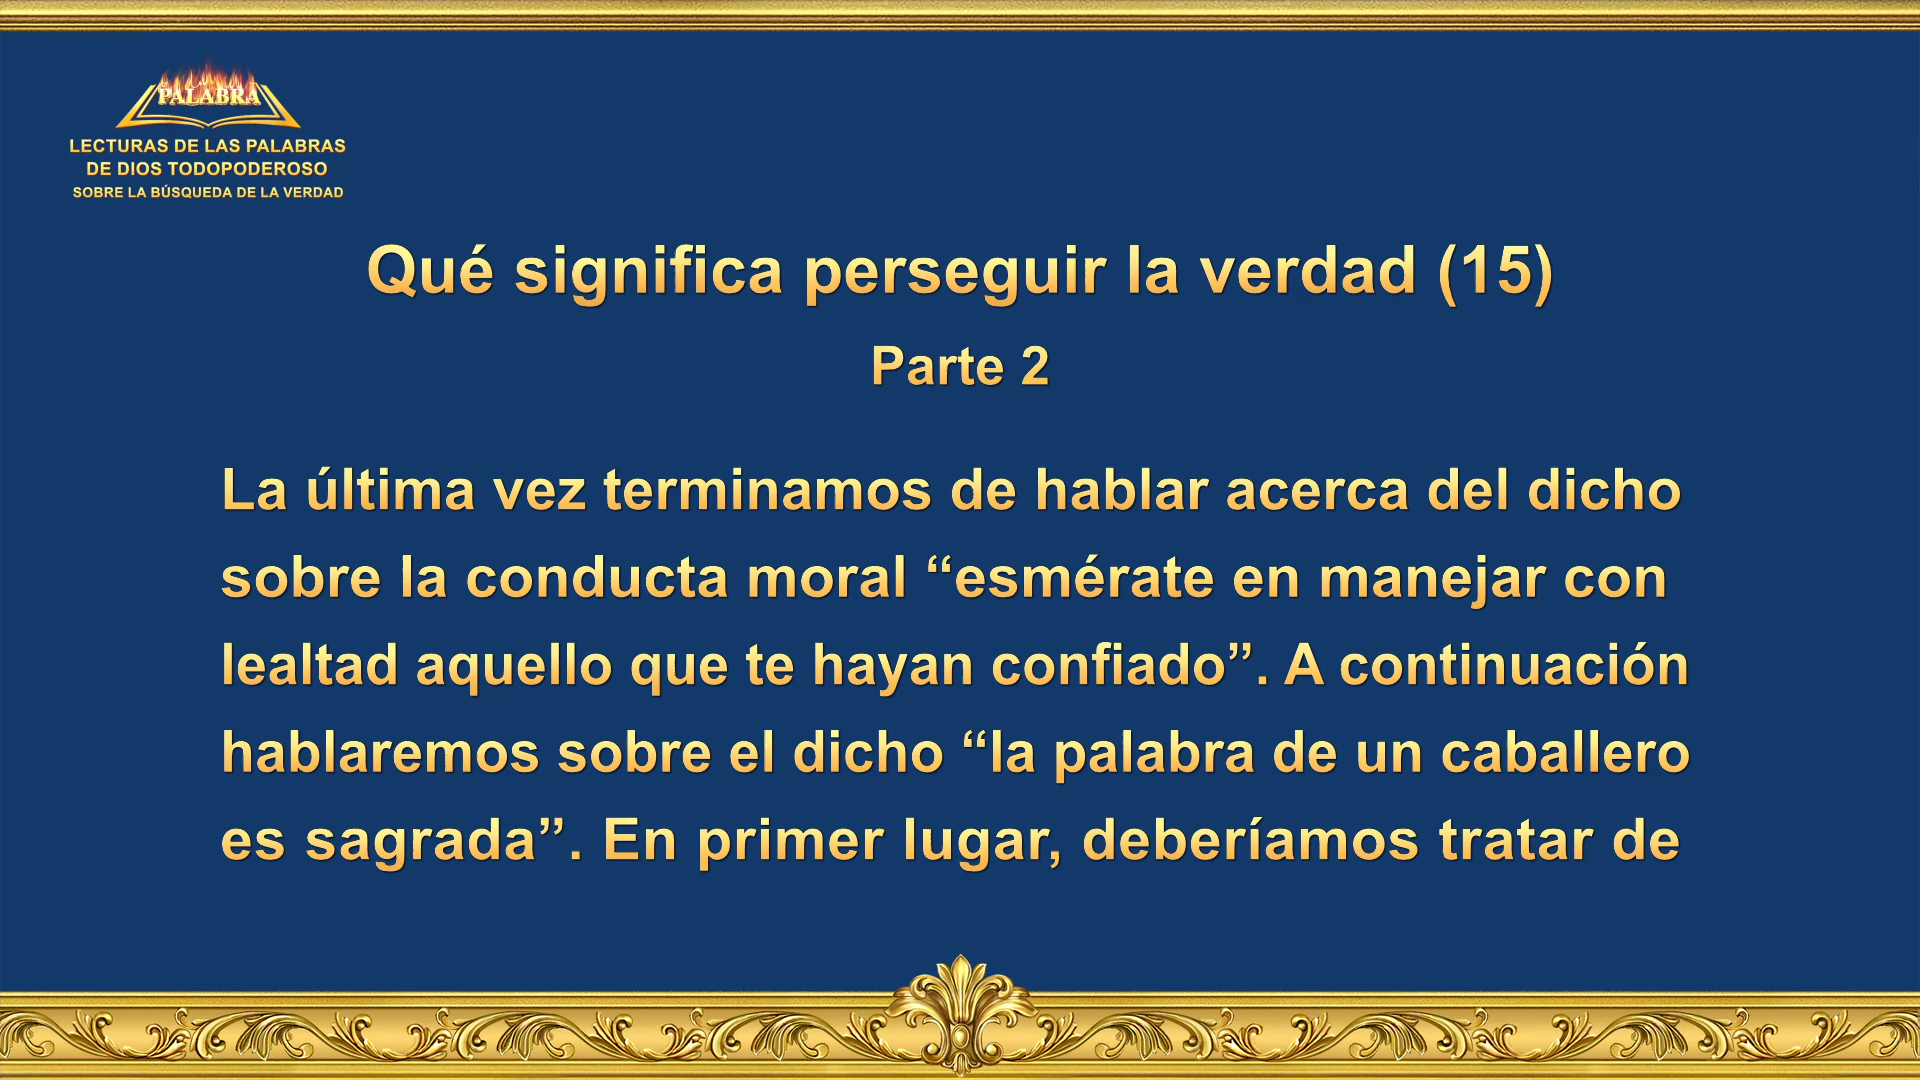 PALABRA
LECTURAS DE LAS PALABRAS
DE DIOS TODOPODEROSO
SOBRE LA BÚSQUEDA DE LA VERDAD
Qué significa perseguir la verdad (15)
Parte 2
La última vez terminamos de hablar acerca del dicho
sobre la conducta moral “esmérate en manejar con
lealtad aquello que te hayan confiado”. A continuación
hablaremos sobre el dicho “la palabra de un caballero
es sagrada”. En primer lugar, deberíamos tratar de